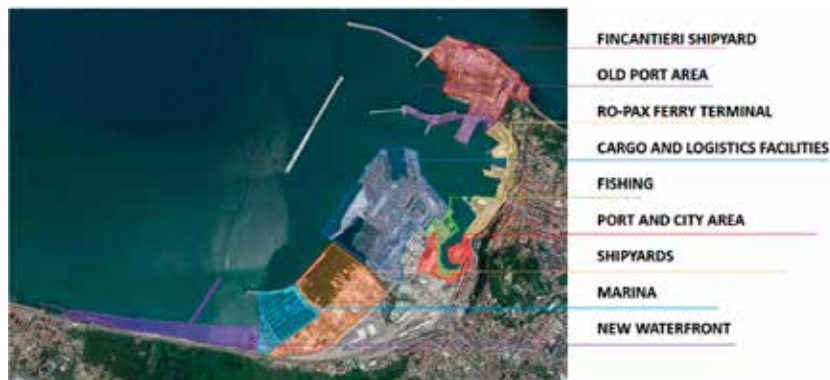 FINCANTIERI SHIPYARD
OLD PORT AREA
RO-PAX FERRY TERMINAL
CARGO AND LOGISTICS FACILITIES
FISHING
PORT AND CITY AREA
SHIPYARDS
MARINA
NEW WATERFRONT